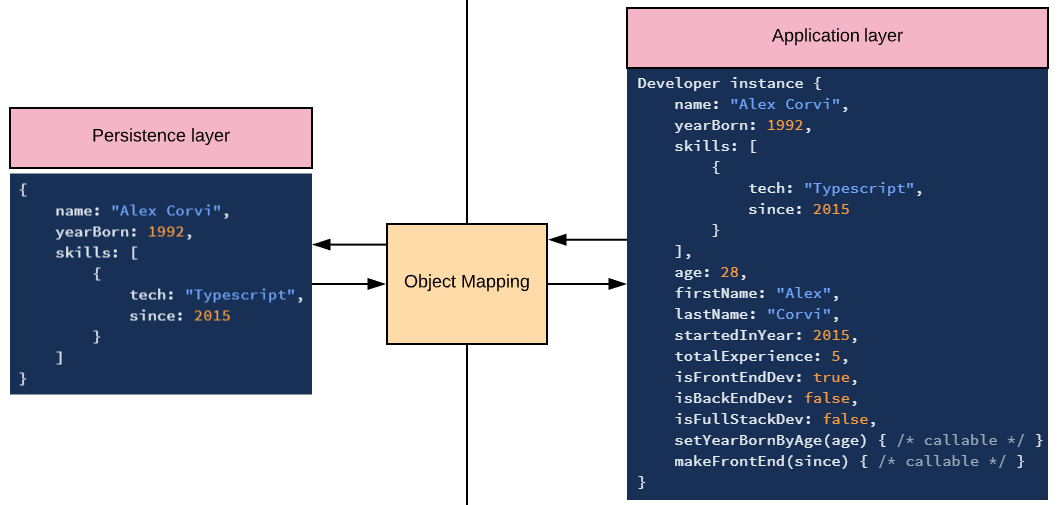 Persistence layer
{
    name: "Alex Corvi",
    yearBorn: 1992,
    skills: [
        {
            tech: "Typescript",
            since: 2015
        }
    ]
}
Object Mapping
Application layer
Developer instance {
    name: "Alex Corvi",
    yearBorn: 1992,
    skills: [
        {
            tech: "Typescript",
            since: 2015
        }
    ],
    age: 28,
    firstName: "Alex",
    lastName: "Corvi",
    startedInYear: 2015,
    totalExperience: 5,
    isFrontEndDev: true,
    isBackEndDev: false,
    isFullStackDev: false,
    setYearBornByAge(age) { /* callable */ }
    makeFrontEnd(since) { /* callable */ }
}